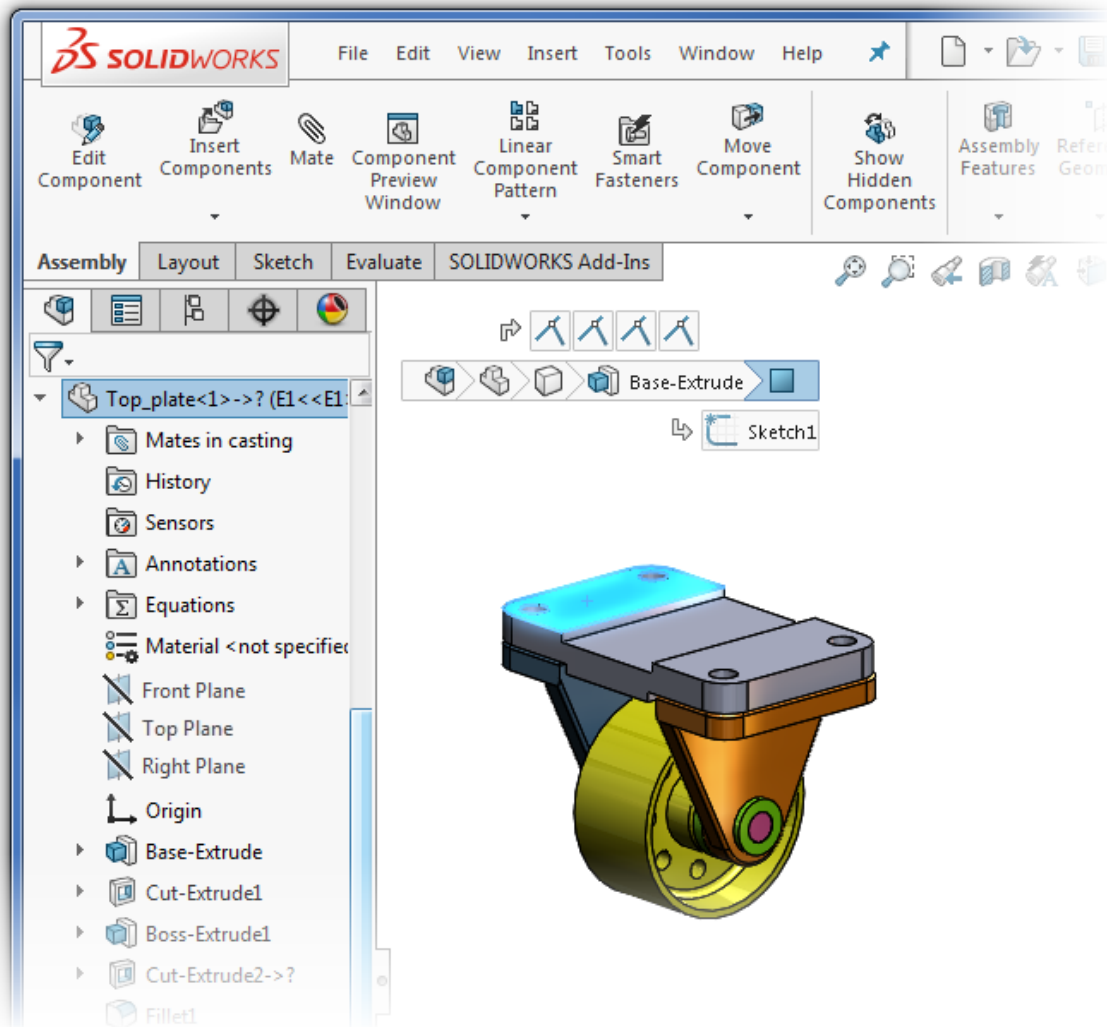 SOLIDWORKS
File Edit View Insert Tools Window Help
Edit
Component
Insert
Components
Mate
Component
Preview
Window
Linear
Component
Pattern
Smart
Fasteners
Move
Component
Show
Hidden
Components
Assembly
Features
Assembly Layout Sketch Evaluate SOLIDWORKS Add-Ins
Base-Extrude
Sketch1
Top_plate<1>->? (E1<<E1
Mates in casting
History
Sensors
Annotations
Equations
Material <not specified
Front Plane
Top Plane
Right Plane
Origin
Base-Extrude
Cut-Extrude1
Boss-Extrude1
Cut-Extrude2->?
Fillet1